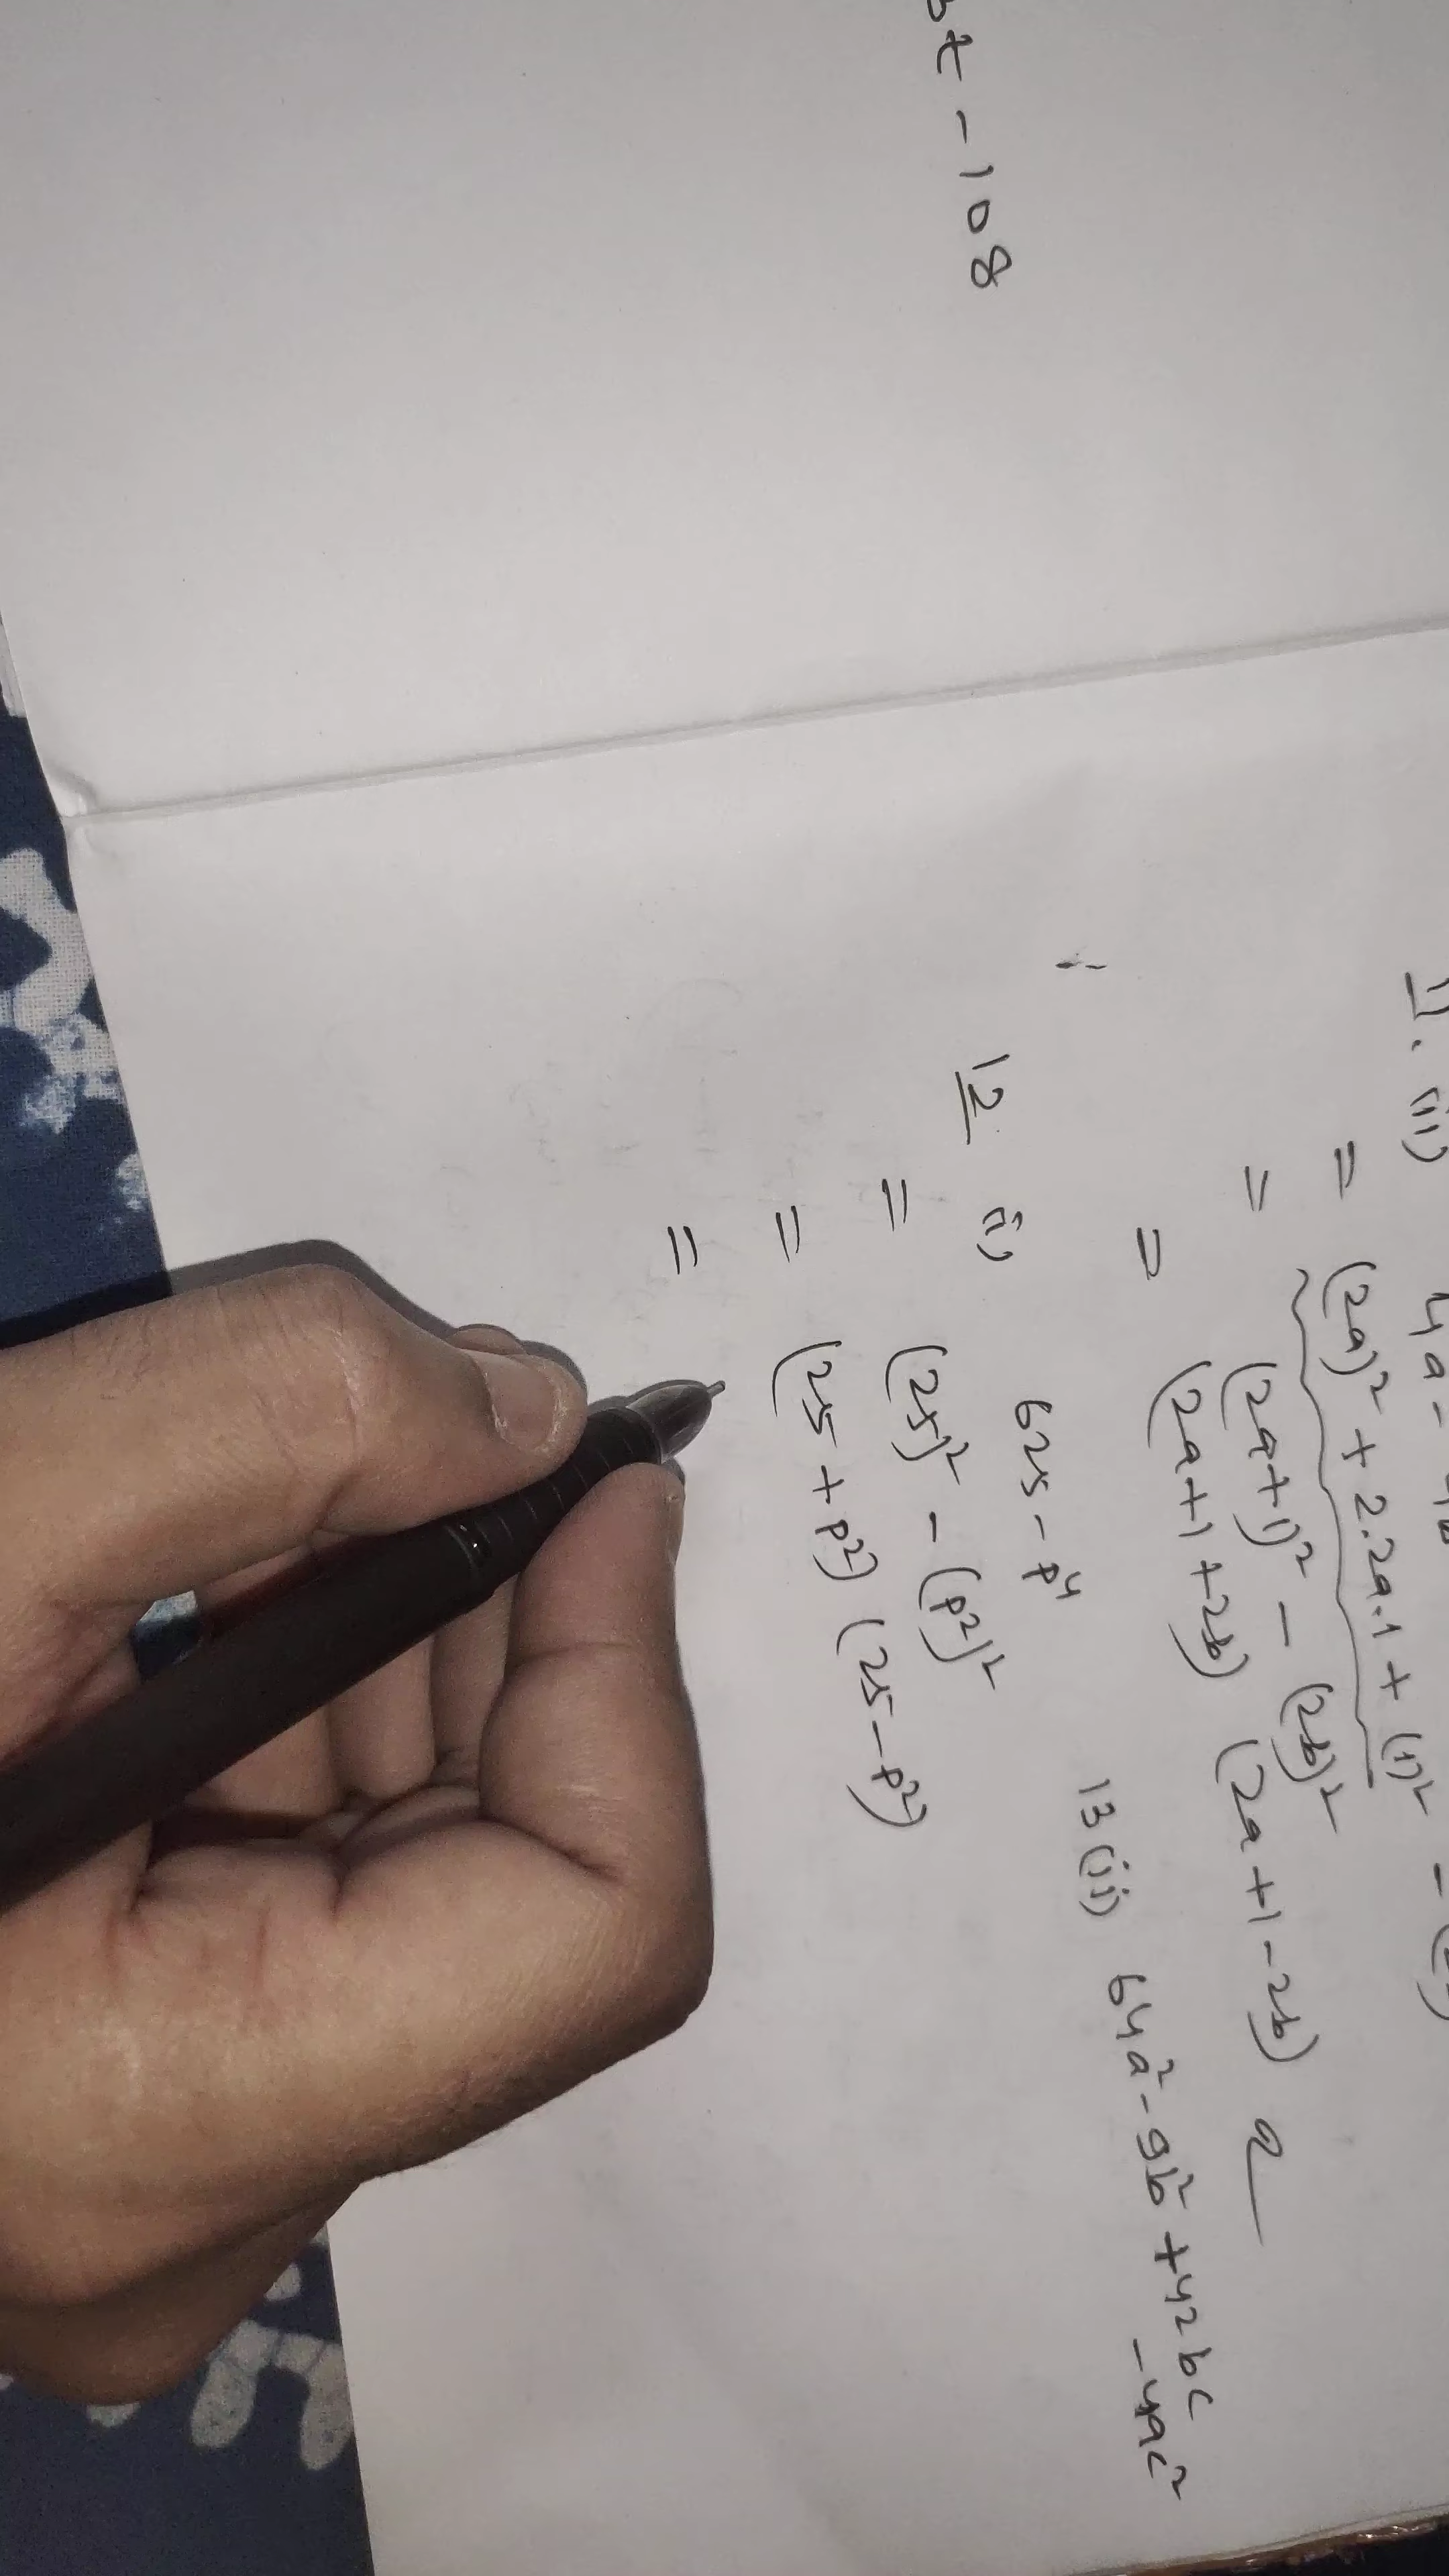 t - 108
11. (ii) 4a -
= (2a)² + 2.2a.1 + (1)² -
= (2a+1)² - (2b)²
= (2a+1+2b) (2a+1-2b)
12 (i) 625 - p⁴
= (25)² - (p²)²
= (25 + p²) (25 - p²)
=
13 (ii) 64a² - 9b² + 42bc
- 49c²